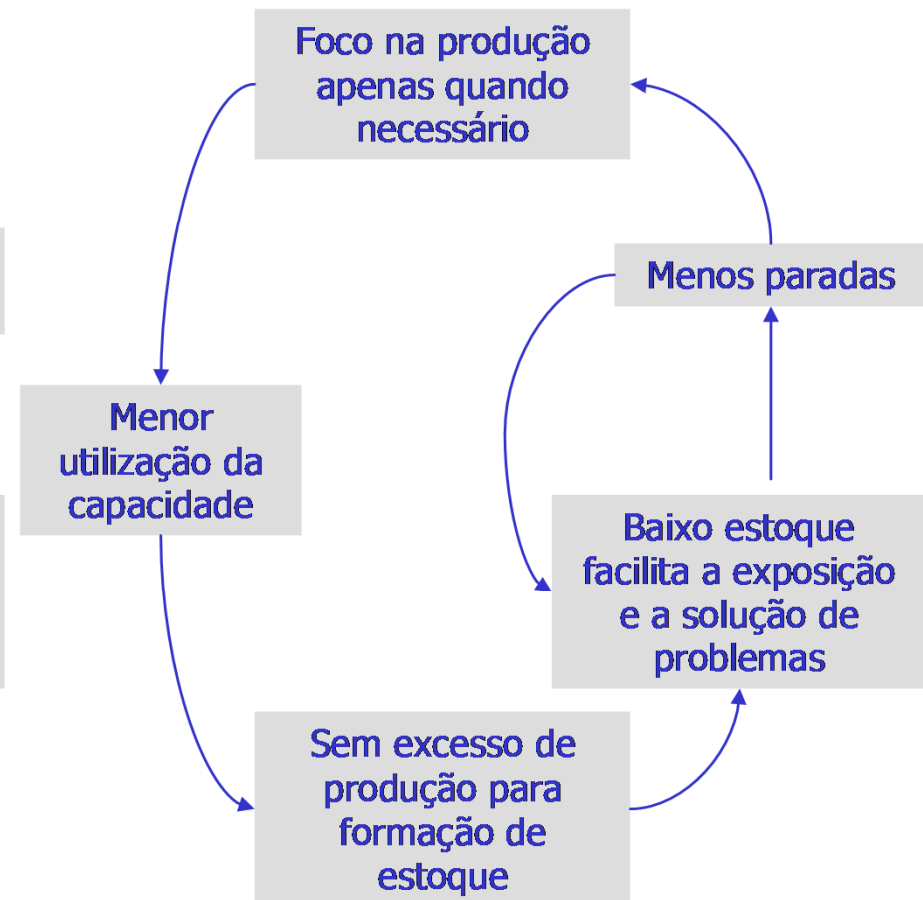 Foco na produção
apenas quando
necessário
Menos paradas
Menor
utilização da
capacidade
Baixo estoque
facilita a exposição
e a solução de
problemas
Sem excesso de
produção para
formação de
estoque